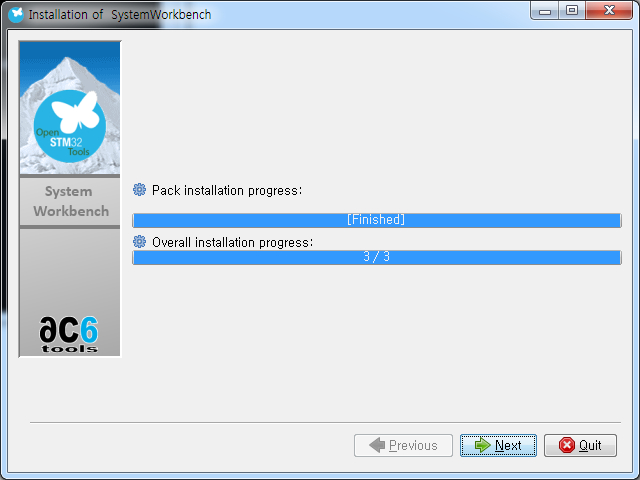 Installation of SystemWorkbench
Open
STM32
Tools
System
Workbench
ac6
tools
Pack installation progress:
[Finished]
Overall installation progress:
3 / 3
Previous
Next
Quit